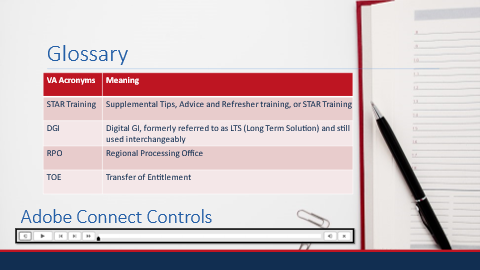 Glossary
VA Acronyms Meaning
STAR Training Supplemental Tips, Advice and Refresher training, or STAR Training
DGI Digital GI, formerly referred to as LTS (Long Term Solution) and still
used interchangeably
RPO Regional Processing Office
TOE Transfer of Entitlement
Adobe Connect Controls